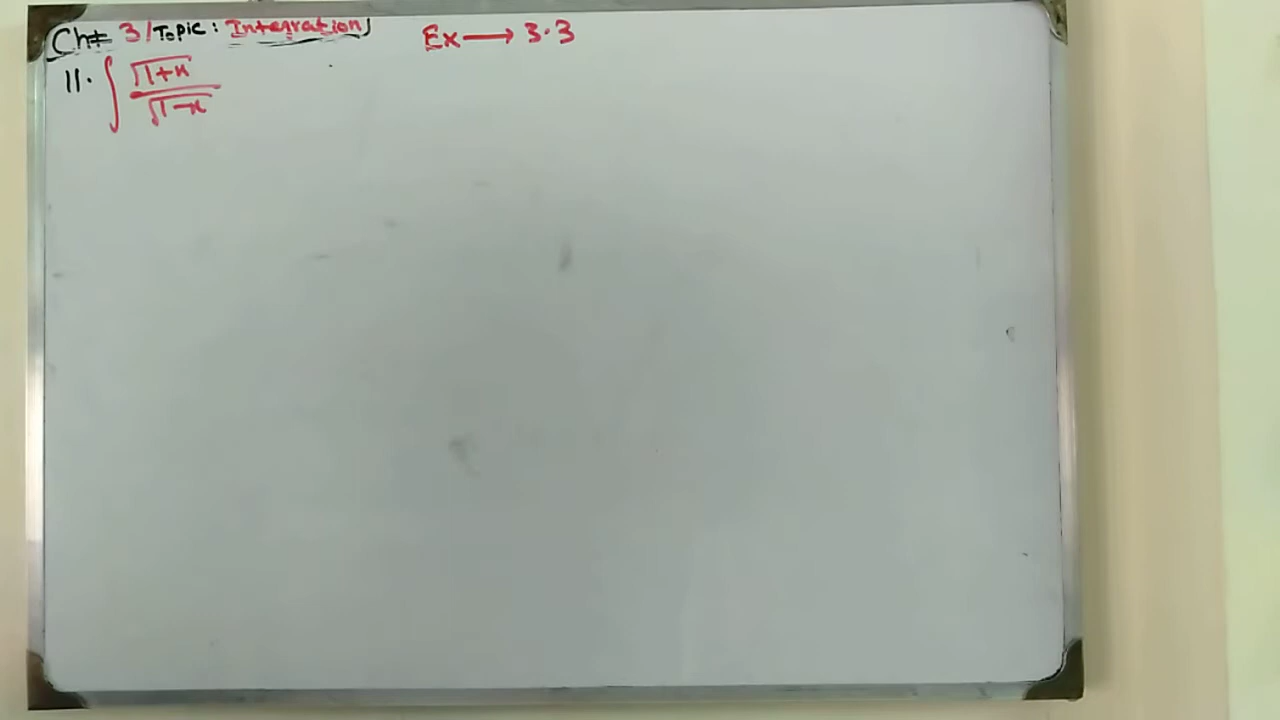 Ch# 3/Topic: Integration
Ex → 3.3
11. ∫ √1+x / √1-x